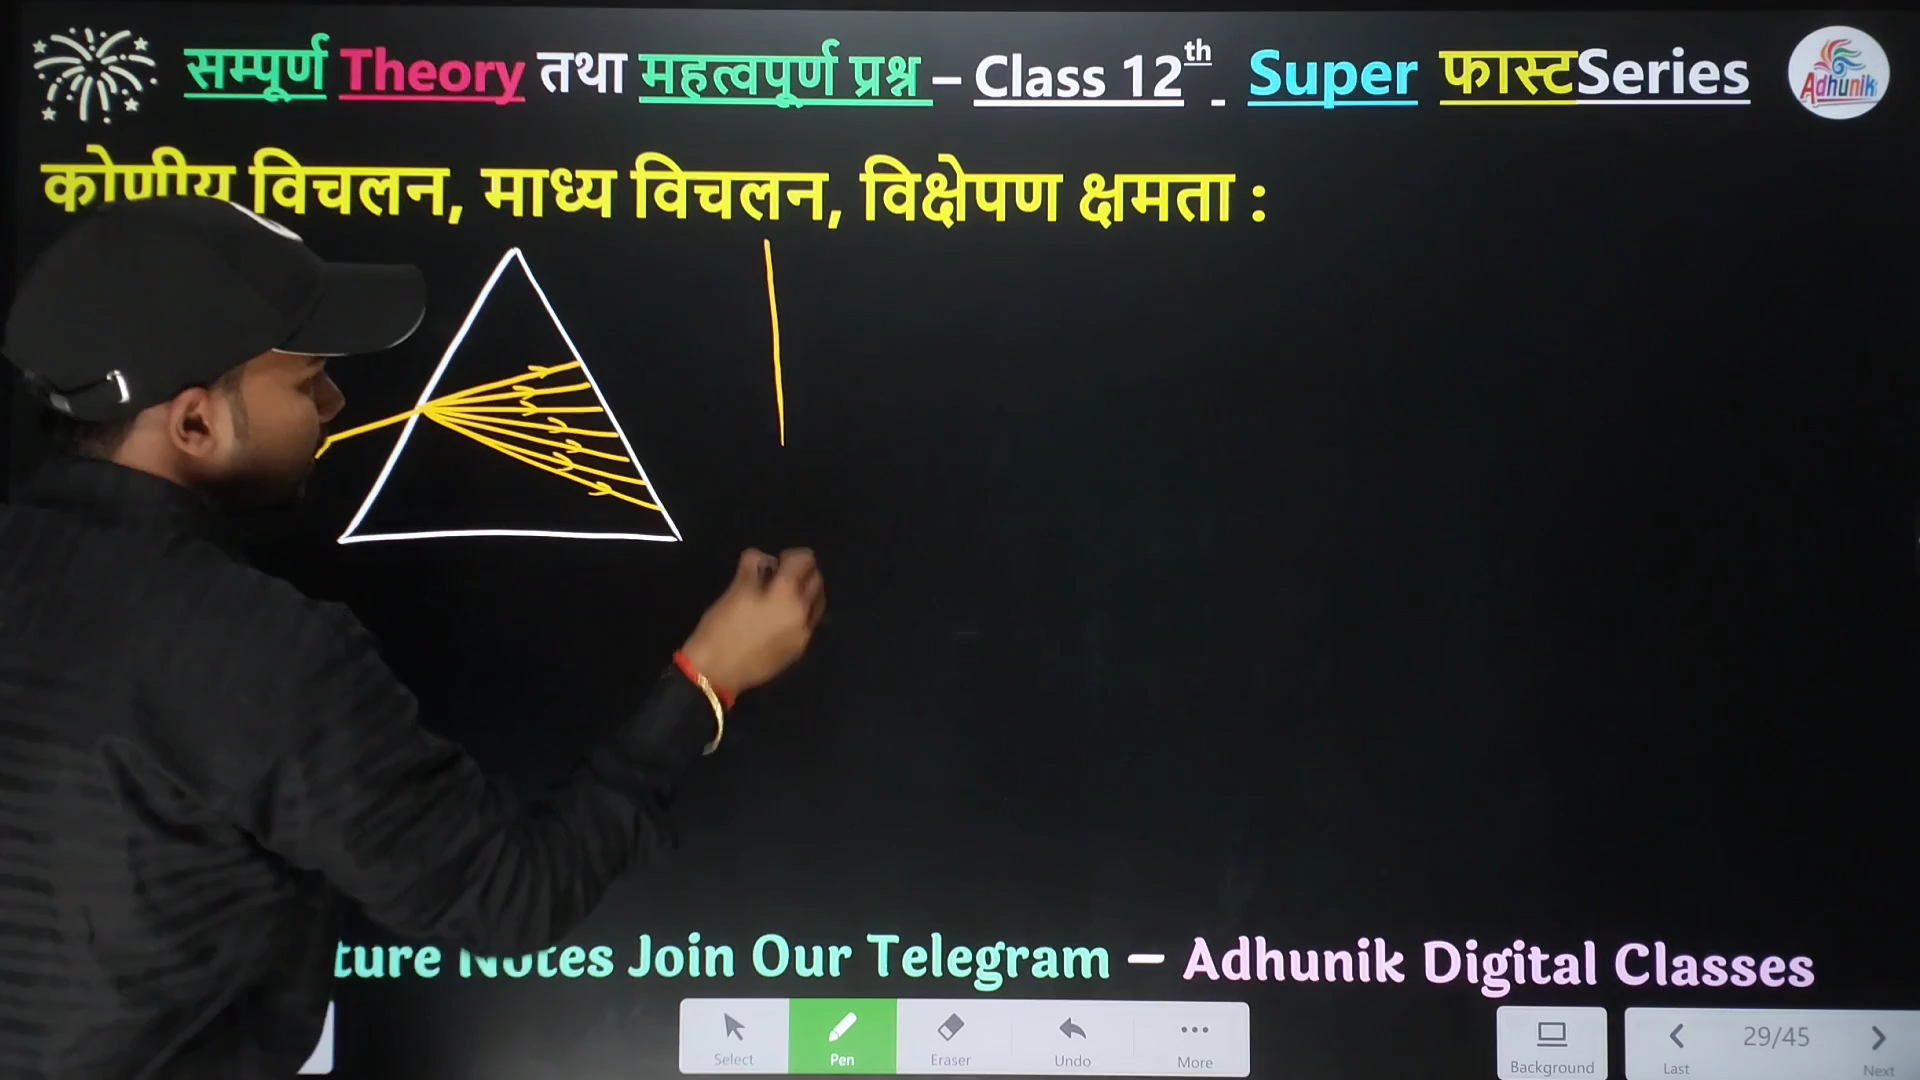 सम्पूर्ण Theory तथा महत्वपूर्ण प्रश्न – Class 12th - Super फास्टSeries
Adhunik
कोणीय विचलन, माध्य विचलन, विक्षेपण क्षमता :
Notes Join Our Telegram – Adhunik Digital Classes
Select Pen Eraser Undo More Background Last 29/45 Next